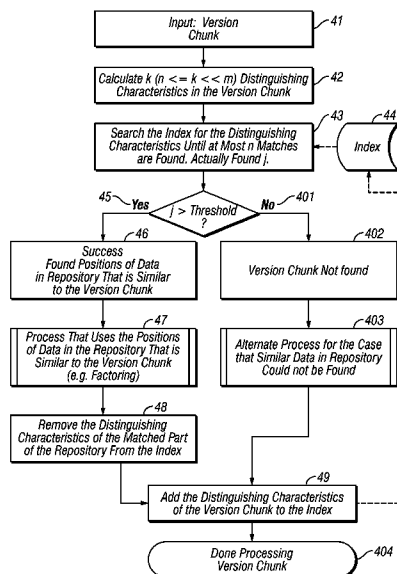 41
Input: Version
Chunk
42
Calculate k (n <= k << m) Distinguishing
Characteristics in the Version Chunk
43
Search the Index for the Distinguishing
Characteristics Until at Most n Matches
are Found. Actually Found j.
44
Index
45
Yes
j > Threshold
?
No
401
46
Success
Found Positions of Data
in Repository That is Similar
to the Version Chunk
402
Version Chunk Not found
47
Process That Uses the Positions
of Data in the Repository That is
Similar to the Version Chunk
(e.g. Factoring)
403
Alternate Process for the Case
that Similar Data in Repository
Could not be Found
48
Remove the Distinguishing
Characteristics of the Matched Part
of the Repository From the Index
49
Add the Distinguishing Characteristics
of the Version Chunk to the Index
Done Processing
Version Chunk
404